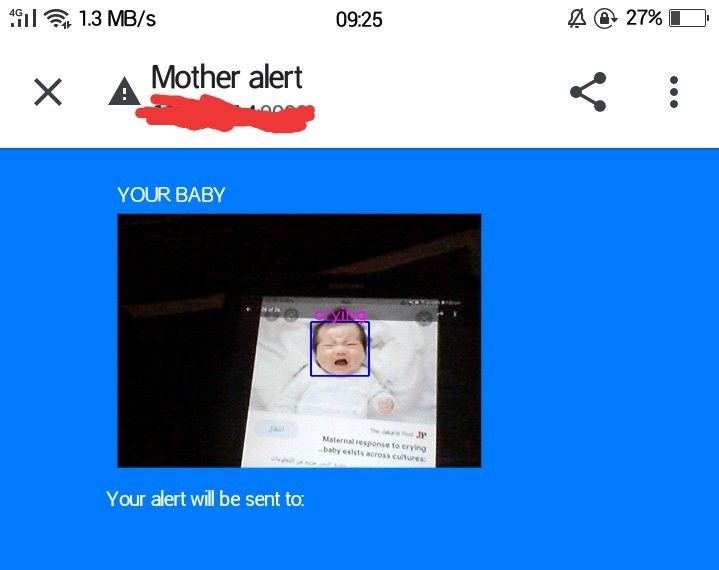 4G 1.3 MB/s 09:25 27%
Mother alert
YOUR BABY
crying
The Jakarta Post JP
Maternal response to crying
...baby exists across cultures:
Your alert will be sent to: